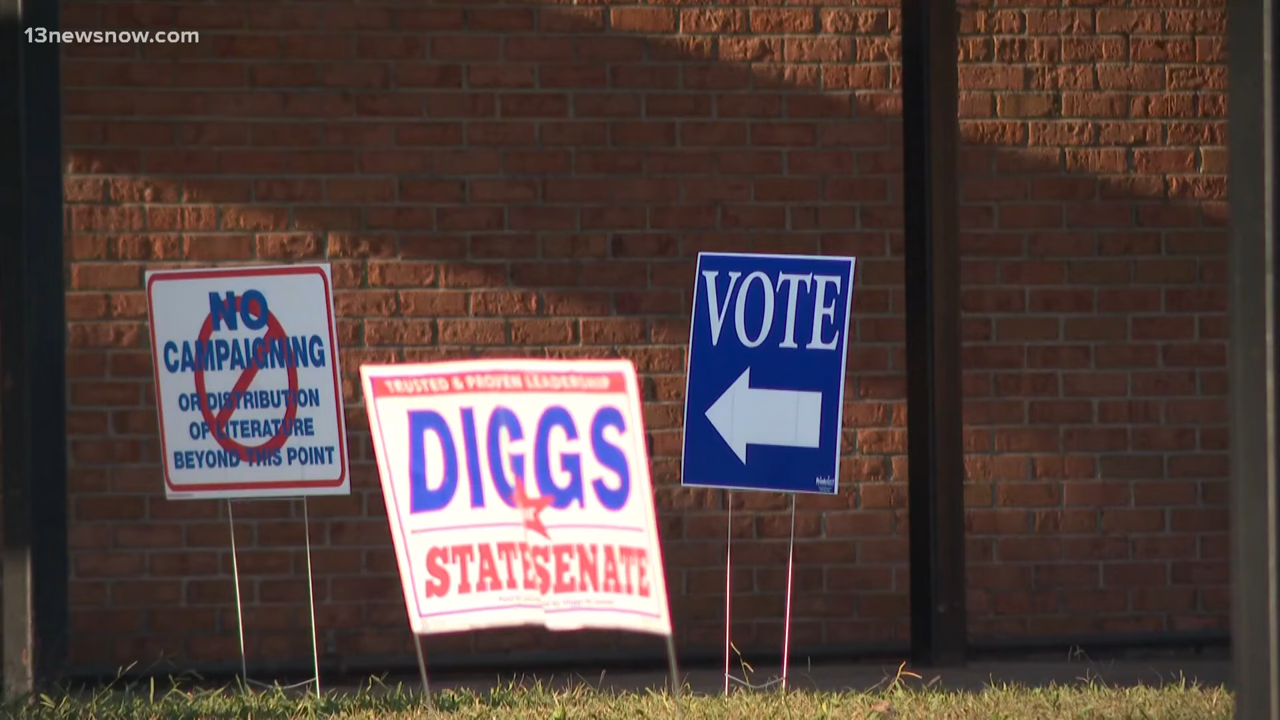 13newsnow.com
NO
CAMPAIGNING
OR DISTRIBUTION
OF LITERATURE
BEYOND THIS POINT
TRUSTED & PROVEN LEADERSHIP
DIGGS
STATE SENATE
VOTE